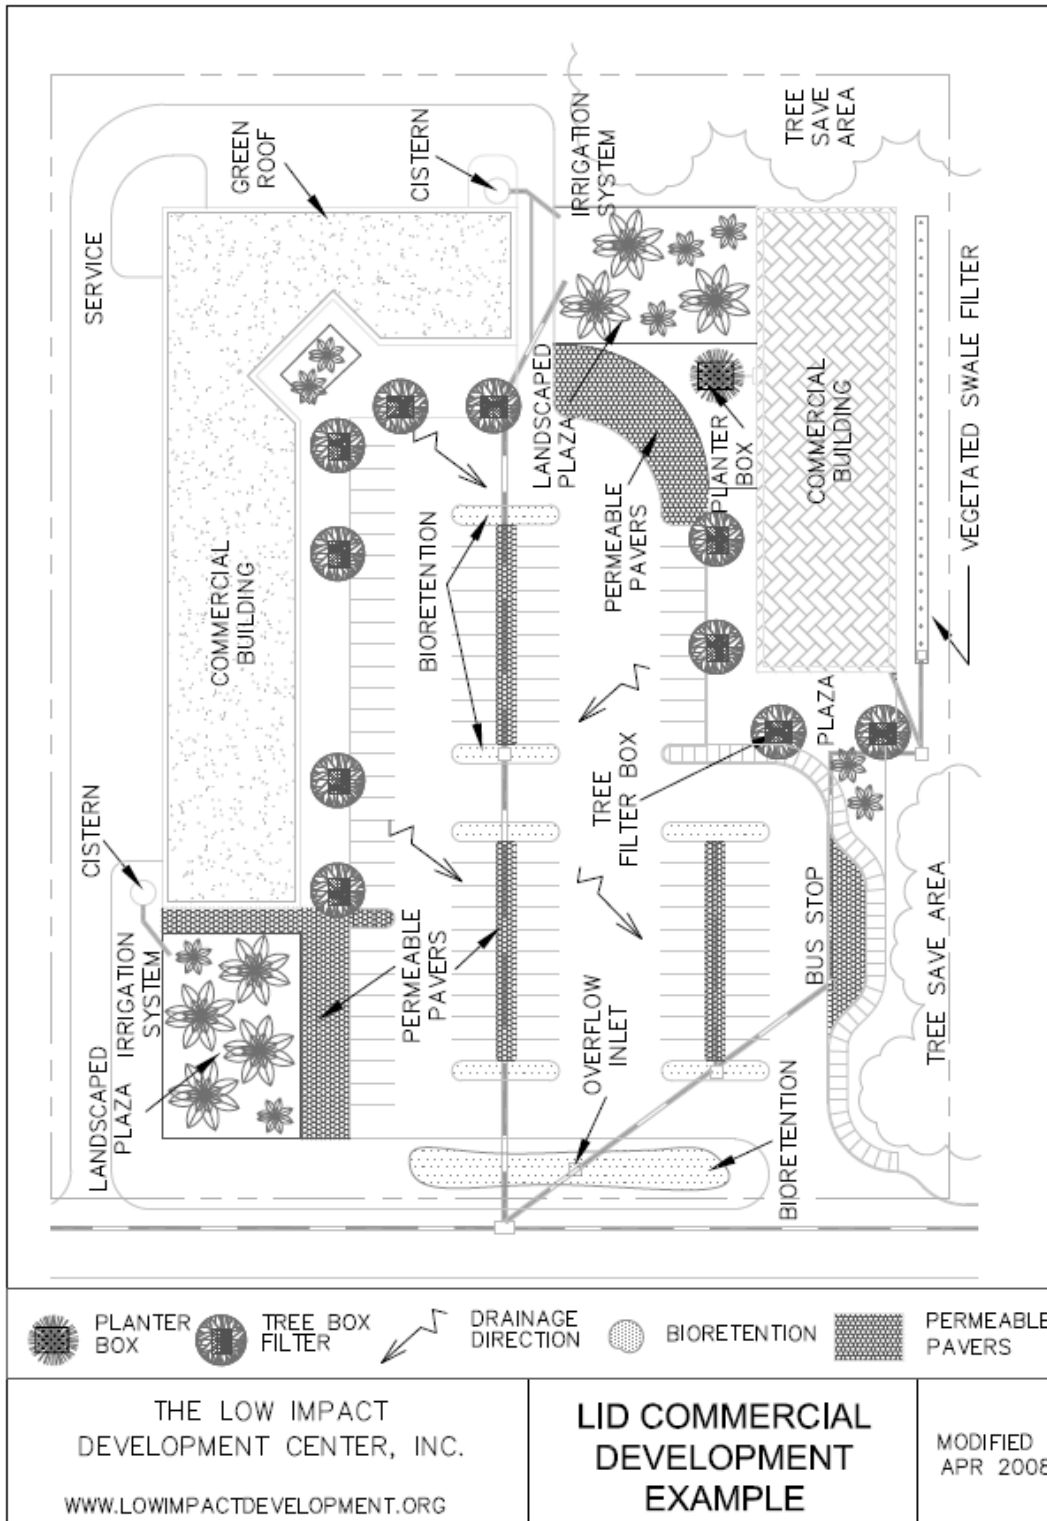 TREE
SAVE
AREA
IRRIGATION
SYSTEM
CISTERN
GREEN
ROOF
SERVICE
VEGETATED SWALE FILTER
LANDSCAPED
PLAZA
COMMERCIAL
BUILDING
PLANTER
BOX
PERMEABLE
PAVERS
BIORETENTION
COMMERCIAL
BUILDING
PLAZA
TREE
FILTER BOX
CISTERN
BUS STOP
TREE SAVE AREA
PERMEABLE
PAVERS
IRRIGATION
SYSTEM
LANDSCAPED
PLAZA
OVERFLOW
INLET
BIORETENTION
PLANTER
BOX
TREE BOX
FILTER
DRAINAGE
DIRECTION
BIORETENTION
PERMEABLE
PAVERS
THE LOW IMPACT
DEVELOPMENT CENTER, INC.
WWW.LOWIMPACTDEVELOPMENT.ORG
LID COMMERCIAL
DEVELOPMENT
EXAMPLE
MODIFIED
APR 2008